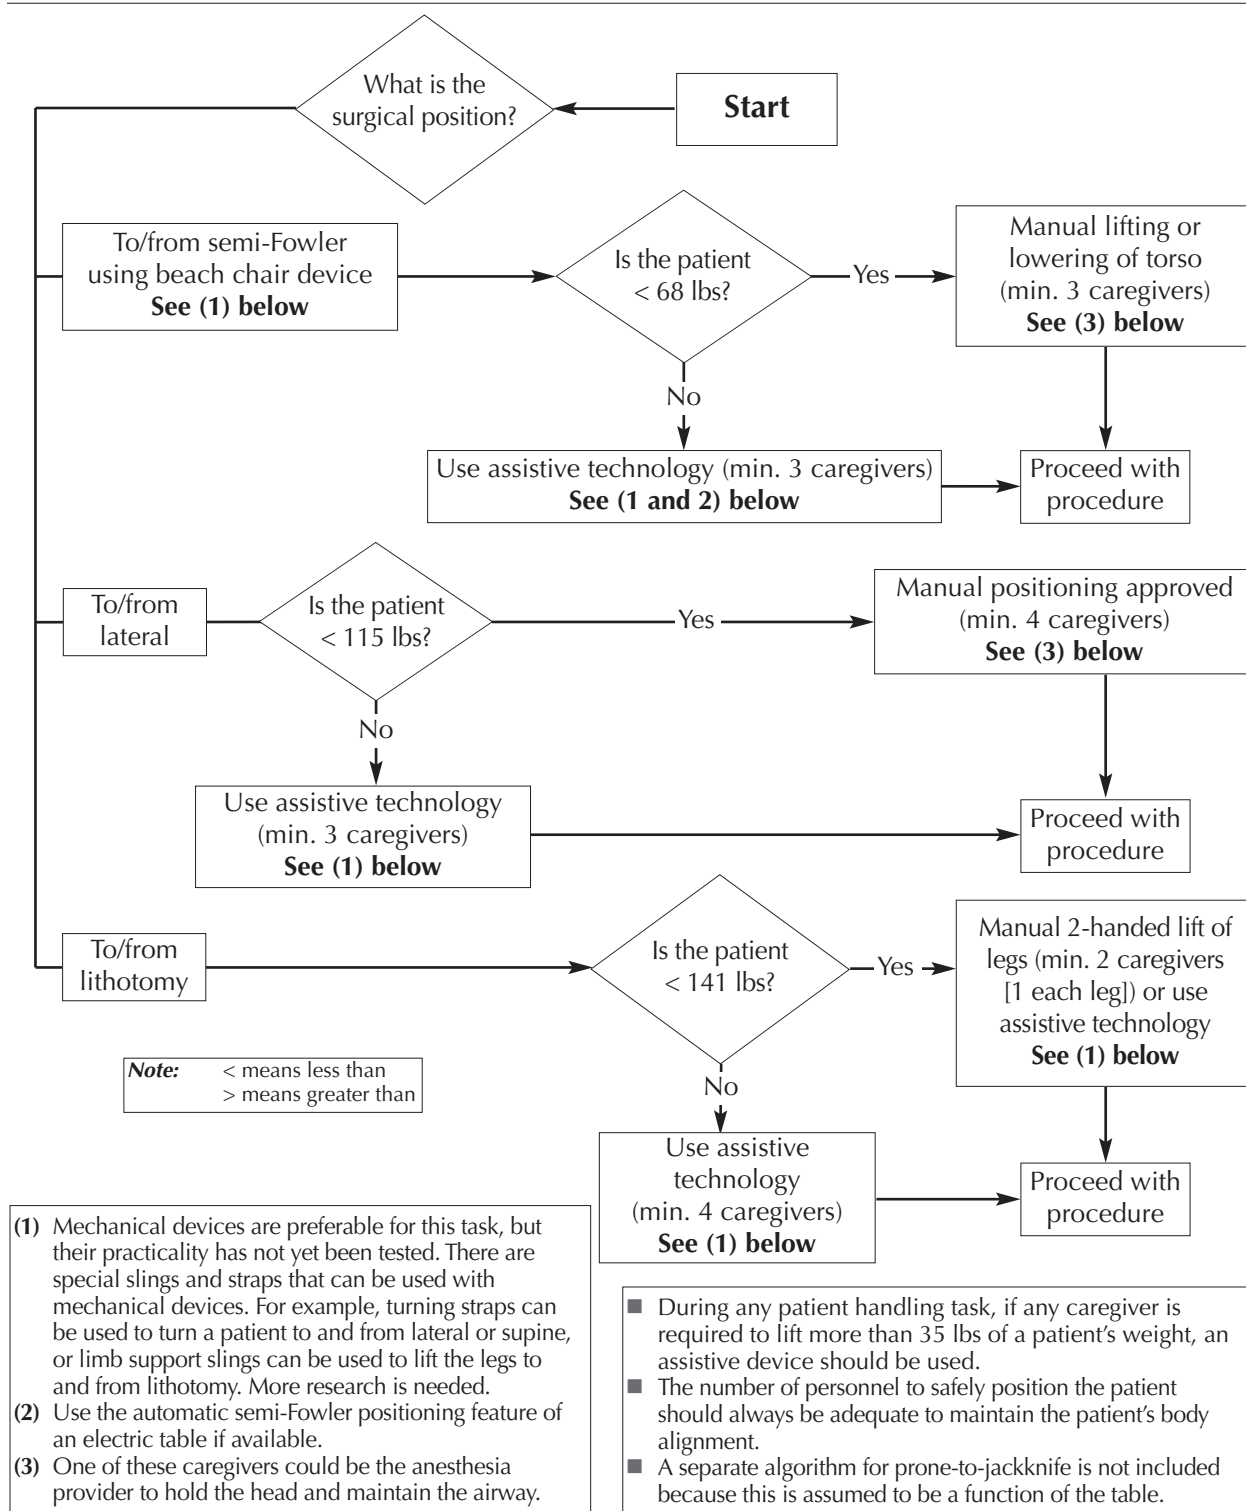 What is the
surgical position?
Start
To/from semi-Fowler
using beach chair device
See (1) below
Is the patient
< 68 lbs?
Yes
Manual lifting or
lowering of torso
(min. 3 caregivers)
See (3) below
No
Use assistive technology (min. 3 caregivers)
See (1 and 2) below
Proceed with
procedure
To/from
lateral
Is the patient
< 115 lbs?
Yes
Manual positioning approved
(min. 4 caregivers)
See (3) below
No
Use assistive technology
(min. 3 caregivers)
See (1) below
Proceed with
procedure
To/from
lithotomy
Is the patient
< 141 lbs?
Yes
Manual 2-handed lift of
legs (min. 2 caregivers
[1 each leg]) or use
assistive technology
See (1) below
No
Use assistive
technology
(min. 4 caregivers)
See (1) below
Proceed with
procedure
Note: < means less than
> means greater than
(1) Mechanical devices are preferable for this task, but
their practicality has not yet been tested. There are
special slings and straps that can be used with
mechanical devices. For example, turning straps can
be used to turn a patient to and from lateral or supine,
or limb support slings can be used to lift the legs to
and from lithotomy. More research is needed.
(2) Use the automatic semi-Fowler positioning feature of
an electric table if available.
(3) One of these caregivers could be the anesthesia
provider to hold the head and maintain the airway.
■ During any patient handling task, if any caregiver is
required to lift more than 35 lbs of a patient's weight, an
assistive device should be used.
■ The number of personnel to safely position the patient
should always be adequate to maintain the patient's body
alignment.
■ A separate algorithm for prone-to-jackknife is not included
because this is assumed to be a function of the table.